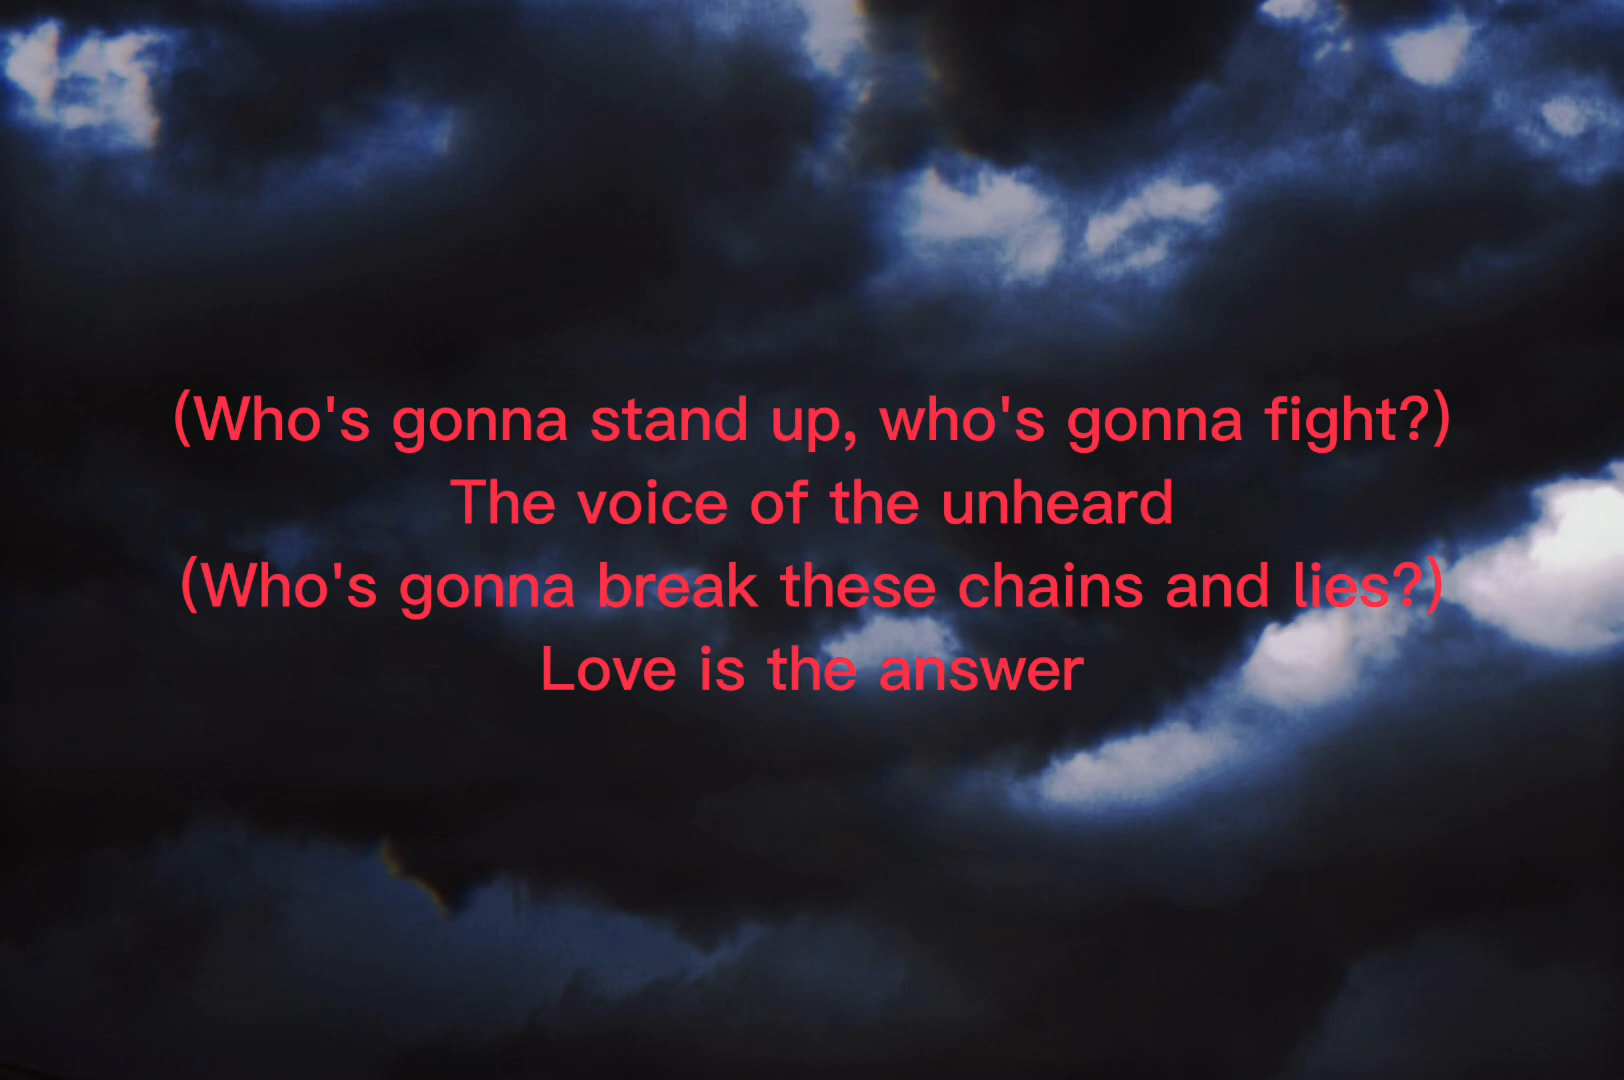 (Who's gonna stand up, who's gonna fight?)
The voice of the unheard
(Who's gonna break these chains and lies?)
Love is the answer